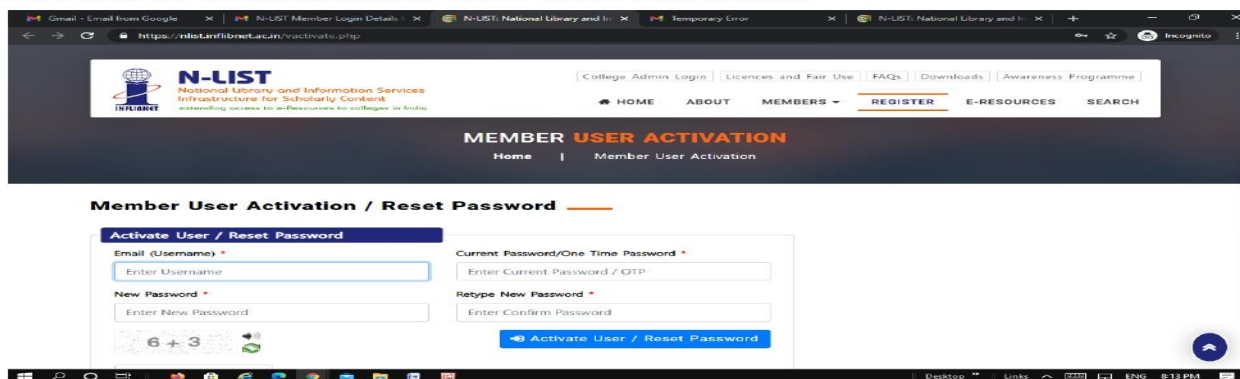 Gmail - Email from Google
N-LIST Member Login Details
N-LIST: National Library and In
Temporary Error
N-LIST: National Library and In
https://nlist.inflibnet.ac.in/vactivate.php
Incognito
College Admin Login | Licences and Fair Use | FAQs | Downloads | Awareness Programme
N-LIST
National Library and Information Services
Infrastructure for Scholarly Content
extending access to e-Resources to colleges in India
INFLIBNET
HOME ABOUT MEMBERS REGISTER E-RESOURCES SEARCH
MEMBER USER ACTIVATION
Home | Member User Activation
Member User Activation / Reset Password
Activate User / Reset Password
Email (Username) *
Current Password/One Time Password *
Enter Username
Enter Current Password / OTP
New Password *
Retype New Password *
Enter New Password
Enter Confirm Password
6 + 3
Activate User / Reset Password
Desktop
Links
ENG
8:13 PM